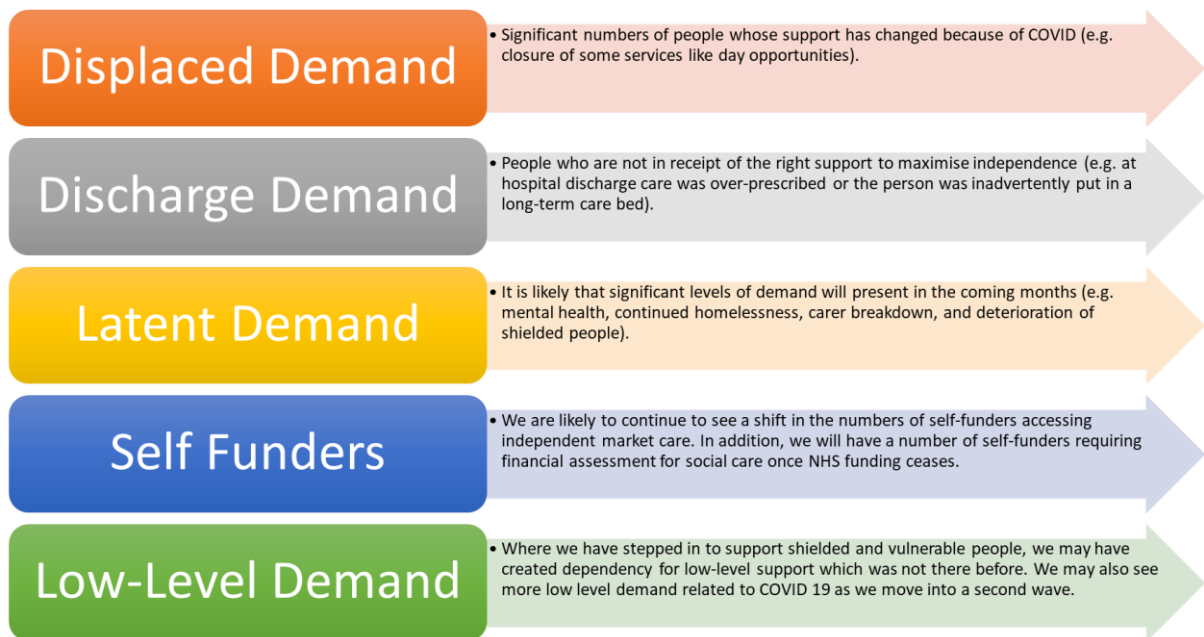 Displaced Demand
• Significant numbers of people whose support has changed because of COVID (e.g.
closure of some services like day opportunities).
Discharge Demand
• People who are not in receipt of the right support to maximise independence (e.g. at
hospital discharge care was over-prescribed or the person was inadvertently put in a
long-term care bed).
Latent Demand
• It is likely that significant levels of demand will present in the coming months (e.g.
mental health, continued homelessness, carer breakdown, and deterioration of
shielded people).
Self Funders
• We are likely to continue to see a shift in the numbers of self-funders accessing
independent market care. In addition, we will have a number of self-funders requiring
financial assessment for social care once NHS funding ceases.
Low-Level Demand
• Where we have stepped in to support shielded and vulnerable people, we may have
created dependency for low-level support which was not there before. We may also see
more low level demand related to COVID 19 as we move into a second wave.